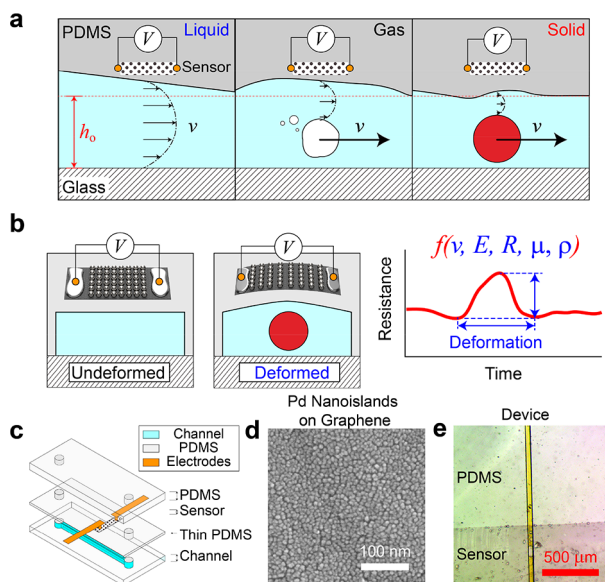 a
PDMS
Liquid
Gas
Solid
V
V
V
Sensor
hₒ
v
v
v
Glass
b
V
V
f(v, E, R, μ, ρ)
Resistance
Deformation
Time
Undeformed
Deformed
c
Channel
PDMS
Electrodes
PDMS
Sensor
Thin PDMS
Channel
d
Pd Nanoislands
on Graphene
100 nm
e
Device
PDMS
Sensor
500 μm